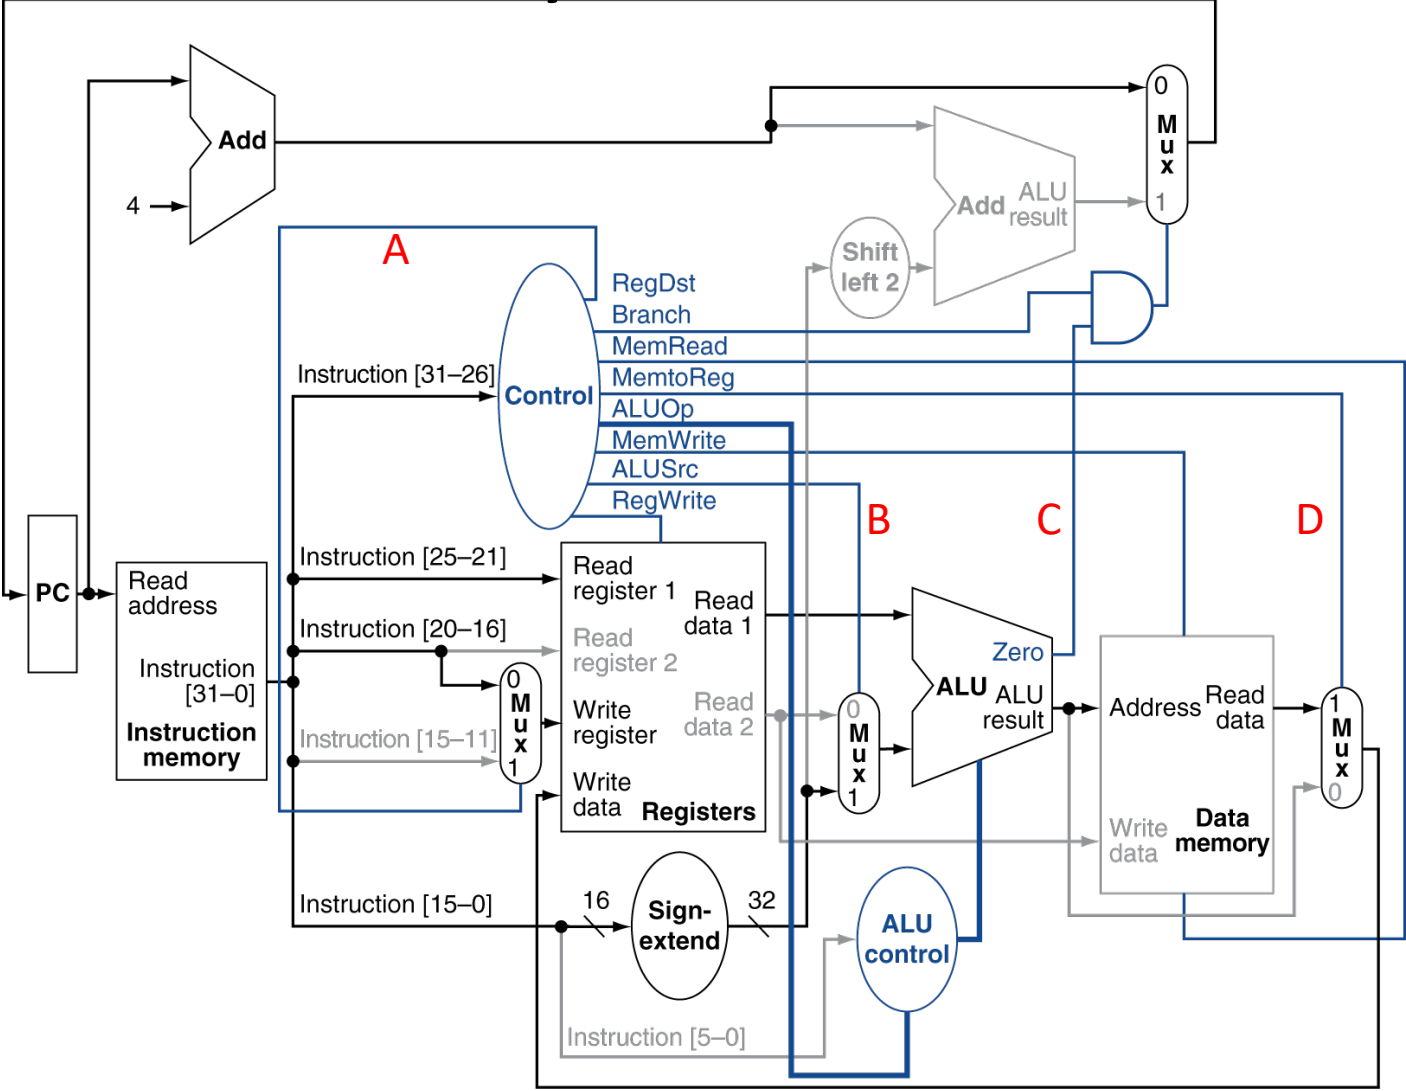 Add
4
A
0
M
u
x
1
Add
ALU
result
Shift
left 2
RegDst
Branch
MemRead
MemtoReg
ALUOp
MemWrite
ALUSrc
RegWrite
Control
Instruction [31–26]
B
C
D
PC
Read
address
Instruction
[31–0]
Instruction
memory
Instruction [25–21]
Instruction [20–16]
Instruction [15–11]
0
M
u
x
1
Read
register 1
Read
data 1
Read
register 2
Write
register
Read
data 2
Write
data
Registers
0
M
u
x
1
Zero
ALU
ALU
result
Address
Read
data
Write
data
Data
memory
1
M
u
x
0
Instruction [15–0]
16
Sign-
extend
32
ALU
control
Instruction [5–0]